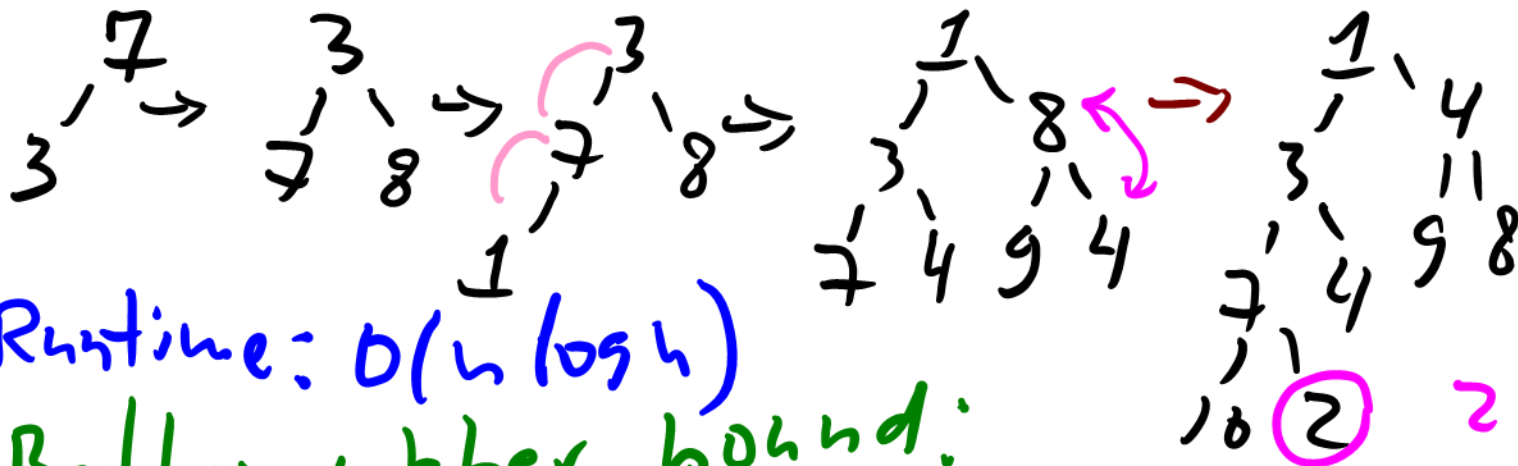 7 → 3 → 3 → 1 → 1
3 7 8 7 8 3 8 3 4
1 7 4 9 4 7 4 9 8
Runtime: O(n log n)
10 2 2
bound: